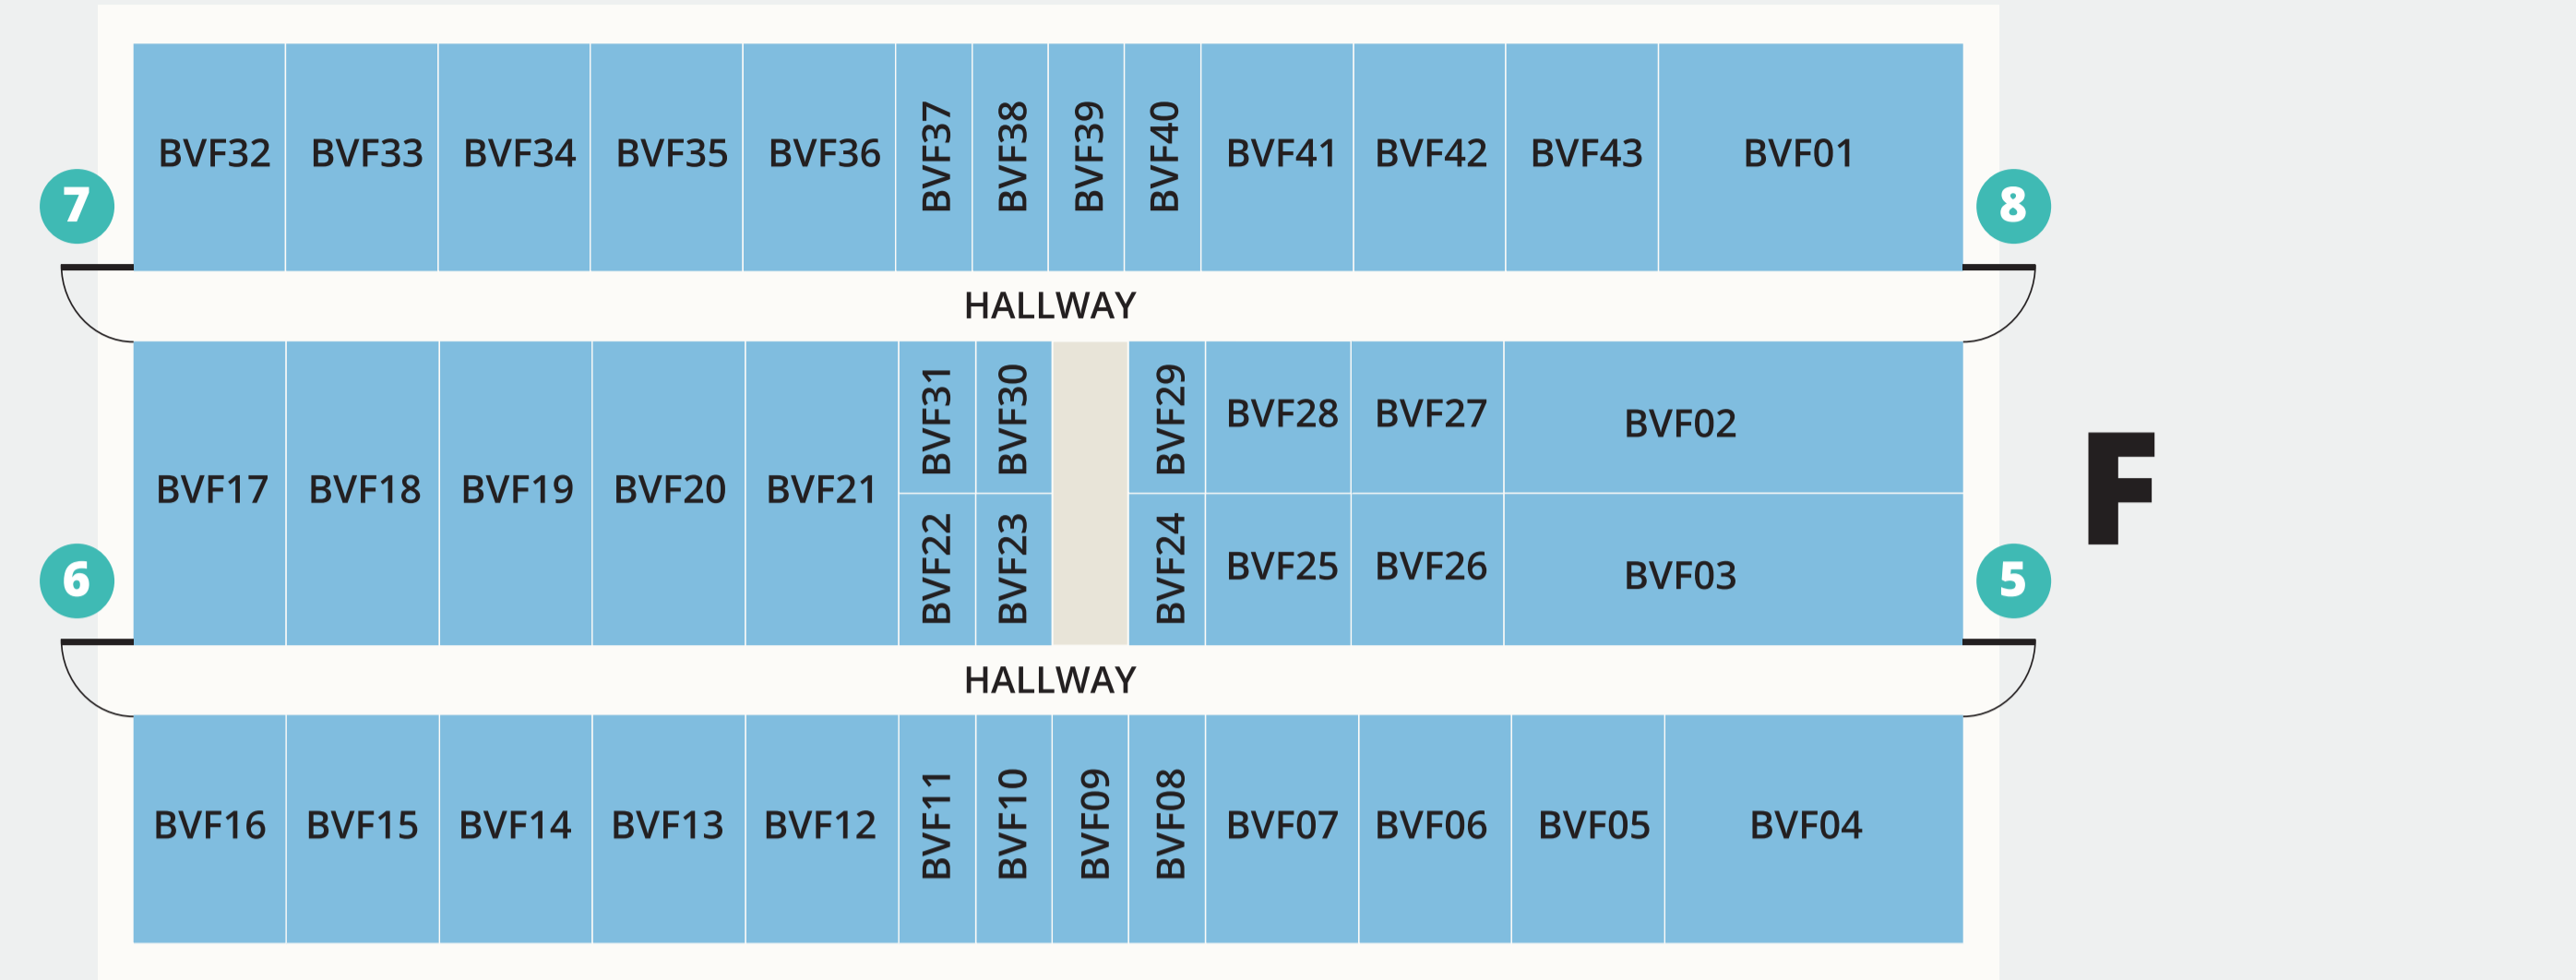 BVF32 BVF33 BVF34 BVF35 BVF36 BVF37 BVF38 BVF39 BVF40 BVF41 BVF42 BVF43 BVF01
7
8
HALLWAY
BVF31 BVF30 BVF29 BVF28 BVF27 BVF02
BVF17 BVF18 BVF19 BVF20 BVF21
F
BVF22 BVF23 BVF24 BVF25 BVF26 BVF03
6
5
HALLWAY
BVF16 BVF15 BVF14 BVF13 BVF12 BVF11 BVF10 BVF09 BVF08 BVF07 BVF06 BVF05 BVF04